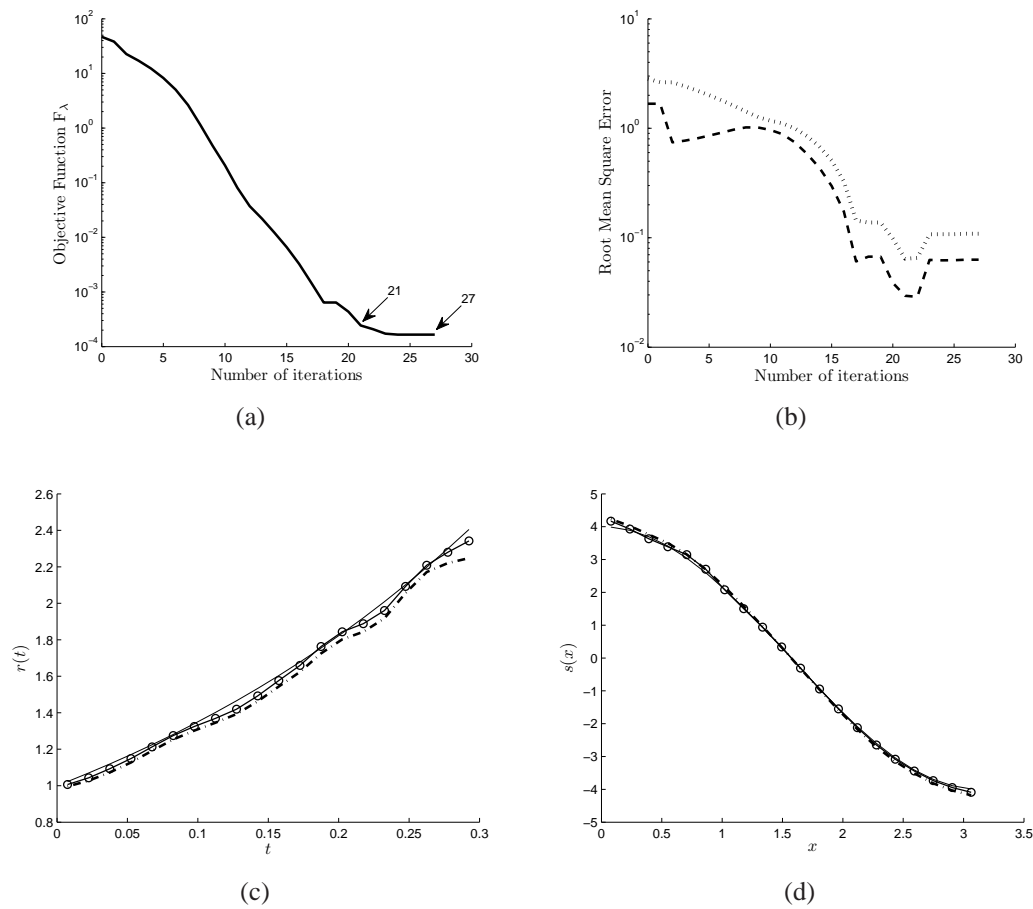 10^2
10^1
10^0
10^{-1}
10^{-2}
10^{-3}
10^{-4}
Objective Function F_λ
21
27
0 5 10 15 20 25 30
Number of iterations
(a)
10^1
10^0
10^{-1}
10^{-2}
Root Mean Square Error
0 5 10 15 20 25 30
Number of iterations
(b)
2.6
2.4
2.2
2
1.8
1.6
1.4
1.2
1
0.8
r(t)
0 0.05 0.1 0.15 0.2 0.25 0.3
t
(c)
5
4
3
2
1
0
−1
−2
−3
−4
−5
s(x)
0 0.5 1 1.5 2 2.5 3 3.5
x
(d)